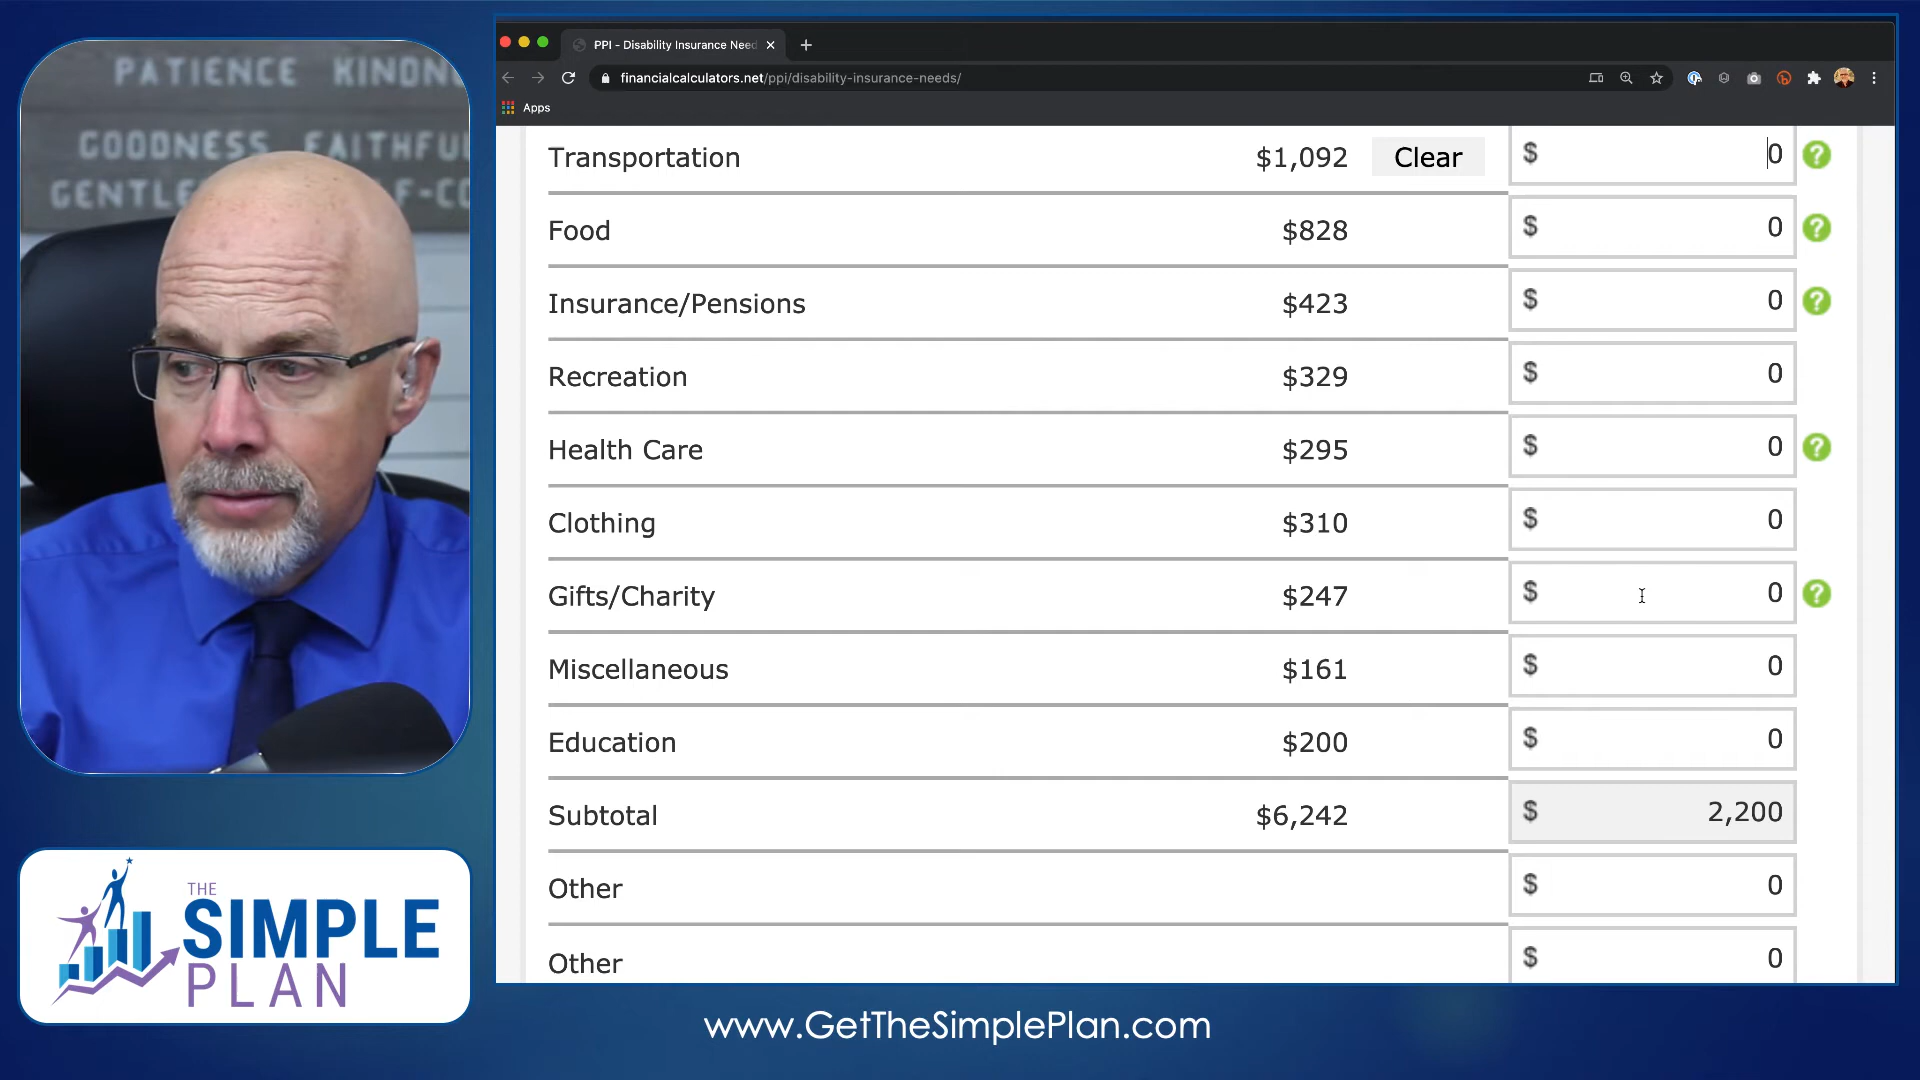 PATIENCE KINDN
GOODNESS FAITHFUL
GENTLE F-CO
PPI - Disability Insurance Need
financialcalculators.net/ppi/disability-insurance-needs/
Apps
Transportation $1,092 Clear $ 0 ?
Food $828 $ 0 ?
Insurance/Pensions $423 $ 0 ?
Recreation $329 $ 0
Health Care $295 $ 0 ?
Clothing $310 $ 0
Gifts/Charity $247 $ 0 ?
Miscellaneous $161 $ 0
Education $200 $ 0
Subtotal $6,242 $ 2,200
Other $ 0
Other $ 0
THE
SIMPLE
PLAN
www.GetTheSimplePlan.com